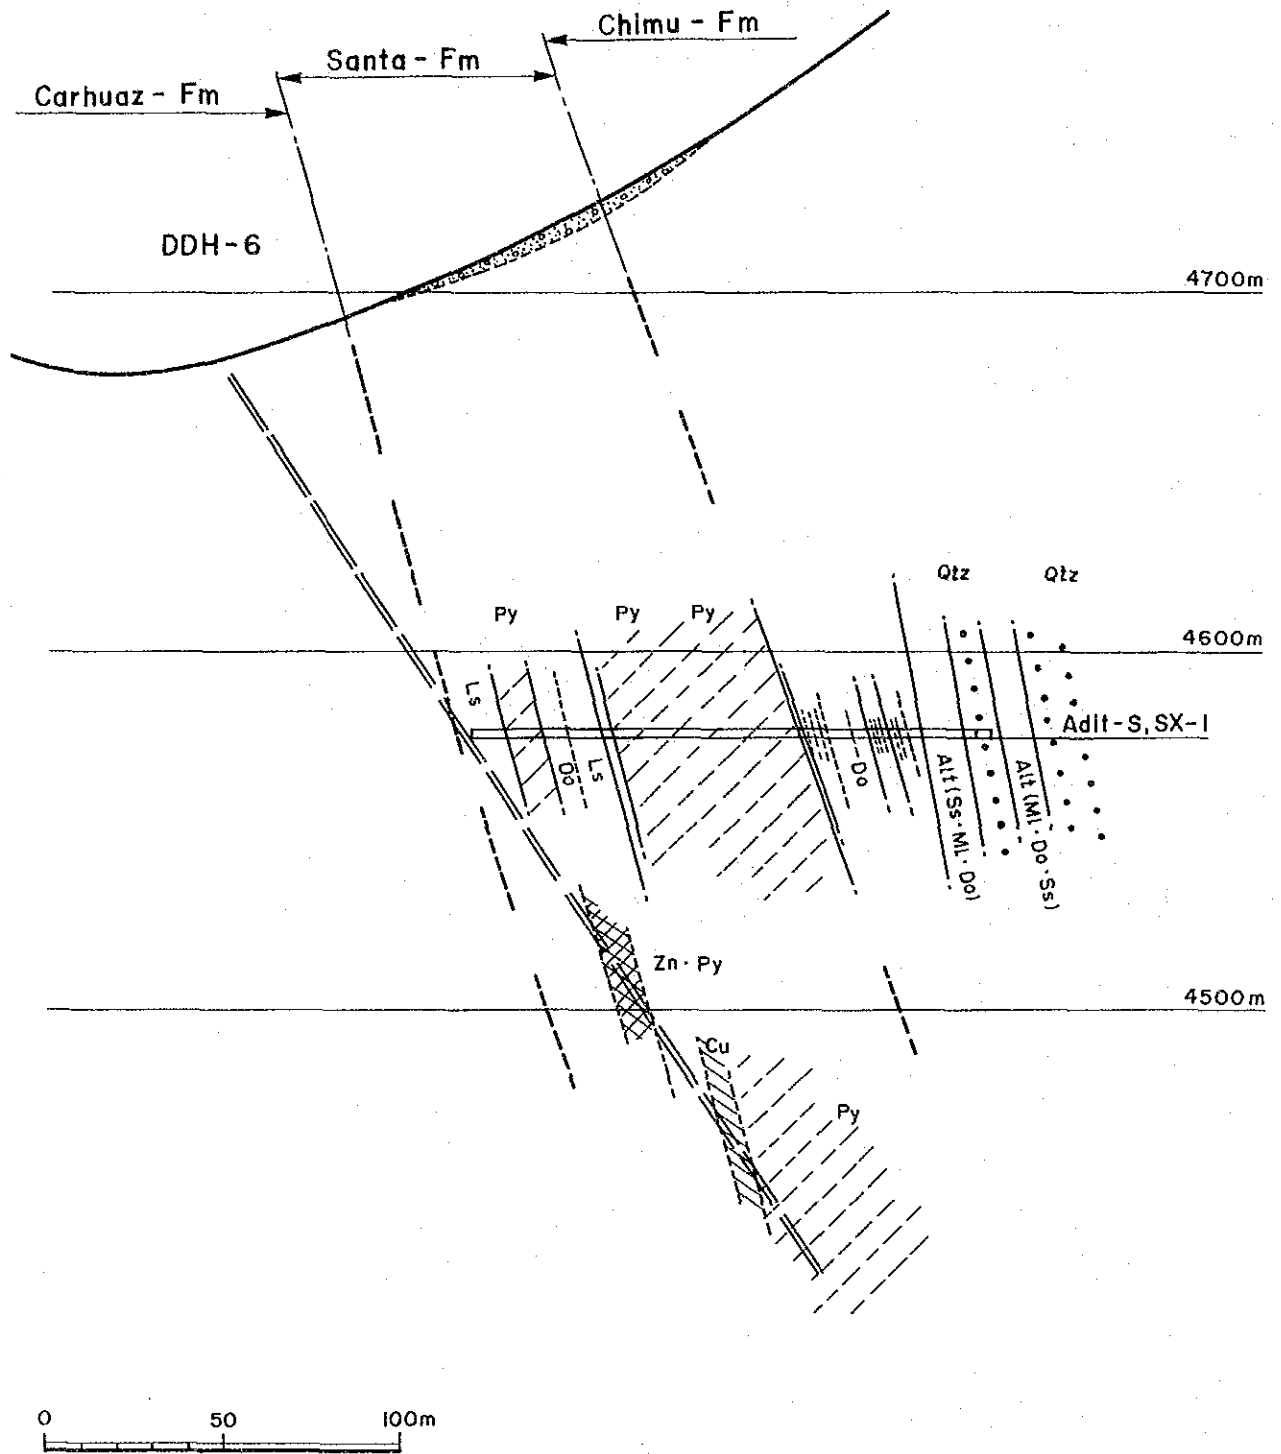 Chimu - Fm
Santa - Fm
Carhuaz - Fm
DDH-6
4700m
Qtz
Qtz
Py
Py
Py
4600m
Ls
Adit-S, SX-1
Do
Ls
Do
Alt (Ss·Ml·Do)
Alt (Ml·Do·Ss)
Zn·Py
4500m
Cu
Py
0 50 100m